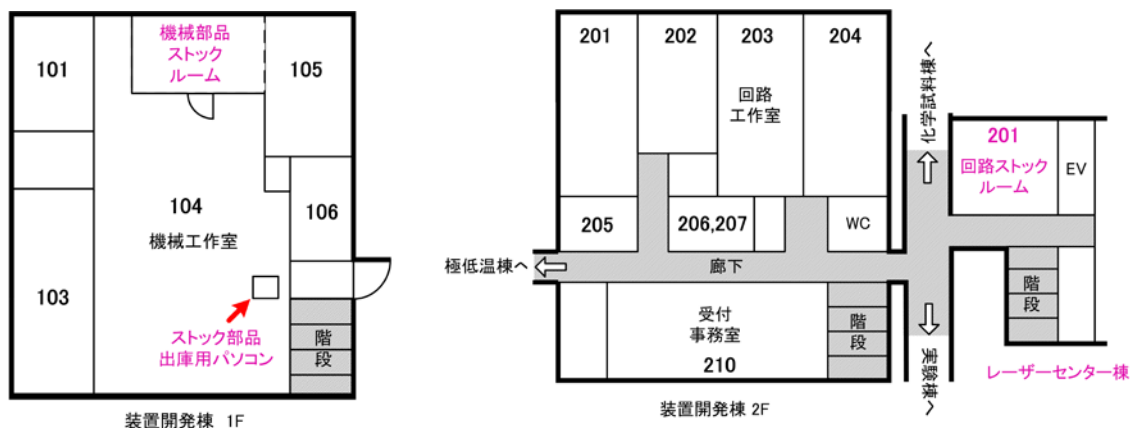 101
機械部品
ストック
ルーム
105
104
機械工作室
106
103
ストック部品
出庫用パソコン
階
段
装置開発棟 1F
201
202
203
204
回路
工作室
205
206,207
WC
極低温棟へ
廊下
受付
事務室
210
階
段
装置開発棟 2F
化学試料棟へ
実験棟へ
201
回路ストック
ルーム
EV
階
段
レーザーセンター棟